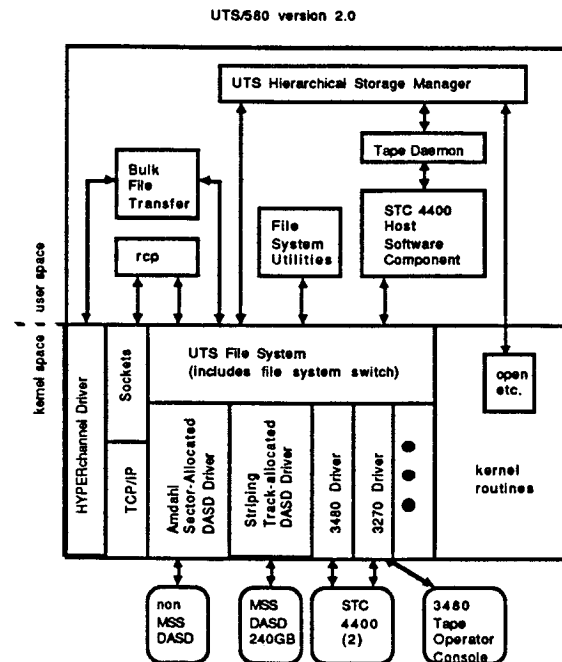 UTS/580 version 2.0
UTS Hierarchical Storage Manager
Tape Daemon
Bulk
File
Transfer
STC 4400
Host
Software
Component
File
System
Utilities
rcp
user space
kernel space
HYPERchannel Driver
Sockets
TCP/IP
UTS File System
(includes file system switch)
open
etc.
Amdahl
Sector-Allocated
DASD Driver
Striping
Track-allocated
DASD Driver
3480 Driver
3270 Driver
kernel
routines
non
MSS
DASD
MSS
DASD
240GB
STC
4400
(2)
3480
Tape
Operator
Console